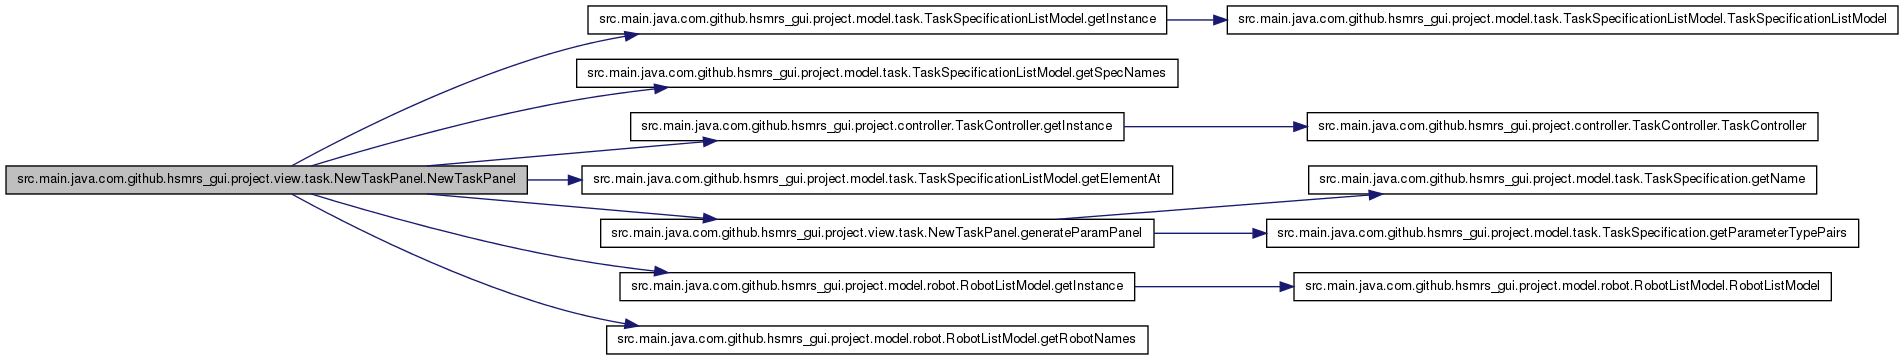 src.main.java.com.github.hsmrs_gui.project.model.task.TaskSpecificationListModel.getInstance
src.main.java.com.github.hsmrs_gui.project.model.task.TaskSpecificationListModel.TaskSpecificationListModel
src.main.java.com.github.hsmrs_gui.project.model.task.TaskSpecificationListModel.getSpecNames
src.main.java.com.github.hsmrs_gui.project.controller.TaskController.getInstance
src.main.java.com.github.hsmrs_gui.project.controller.TaskController.TaskController
src.main.java.com.github.hsmrs_gui.project.view.task.NewTaskPanel.NewTaskPanel
src.main.java.com.github.hsmrs_gui.project.model.task.TaskSpecificationListModel.getElementAt
src.main.java.com.github.hsmrs_gui.project.model.task.TaskSpecification.getName
src.main.java.com.github.hsmrs_gui.project.view.task.NewTaskPanel.generateParamPanel
src.main.java.com.github.hsmrs_gui.project.model.task.TaskSpecification.getParameterTypePairs
src.main.java.com.github.hsmrs_gui.project.model.robot.RobotListModel.getInstance
src.main.java.com.github.hsmrs_gui.project.model.robot.RobotListModel.RobotListModel
src.main.java.com.github.hsmrs_gui.project.model.robot.RobotListModel.getRobotNames